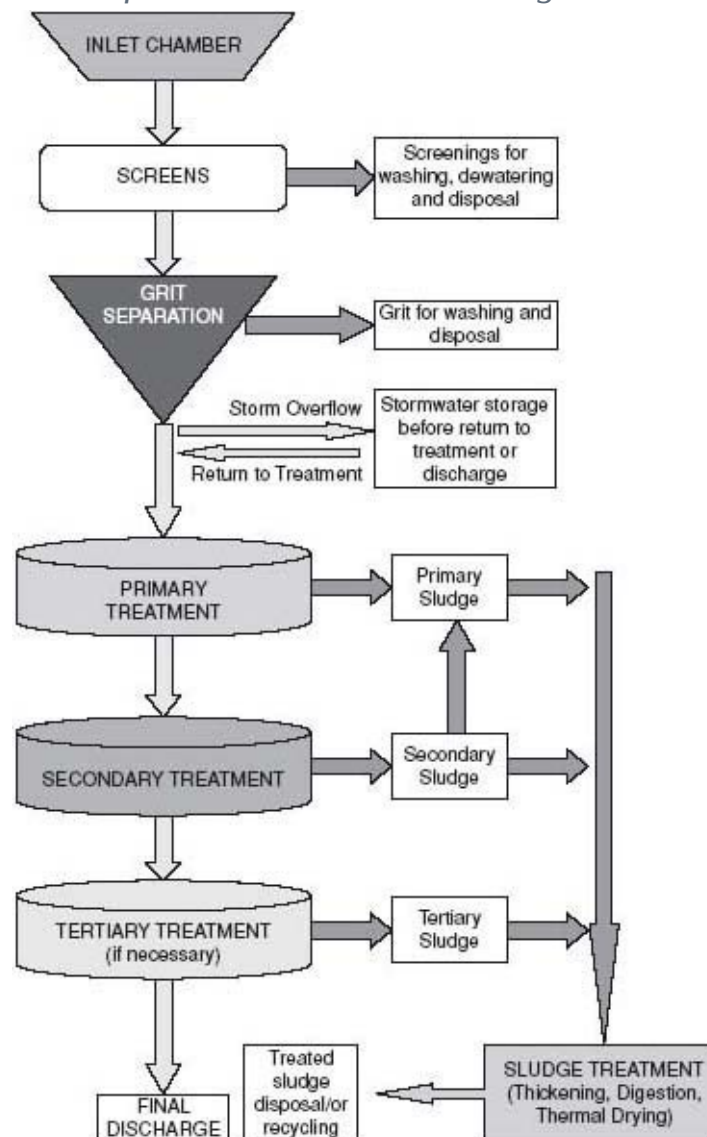 INLET CHAMBER
SCREENS
Screenings for
washing, dewatering
and disposal
GRIT
SEPARATION
Grit for washing and
disposal
Storm Overflow
Return to Treatment
Stormwater storage
before return to
treatment or
discharge
PRIMARY
TREATMENT
Primary
Sludge
SECONDARY TREATMENT
Secondary
Sludge
TERTIARY TREATMENT
(if necessary)
Tertiary
Sludge
SLUDGE TREATMENT
(Thickening, Digestion,
Thermal Drying)
Treated
sludge
disposal/or
recycling
FINAL
DISCHARGE